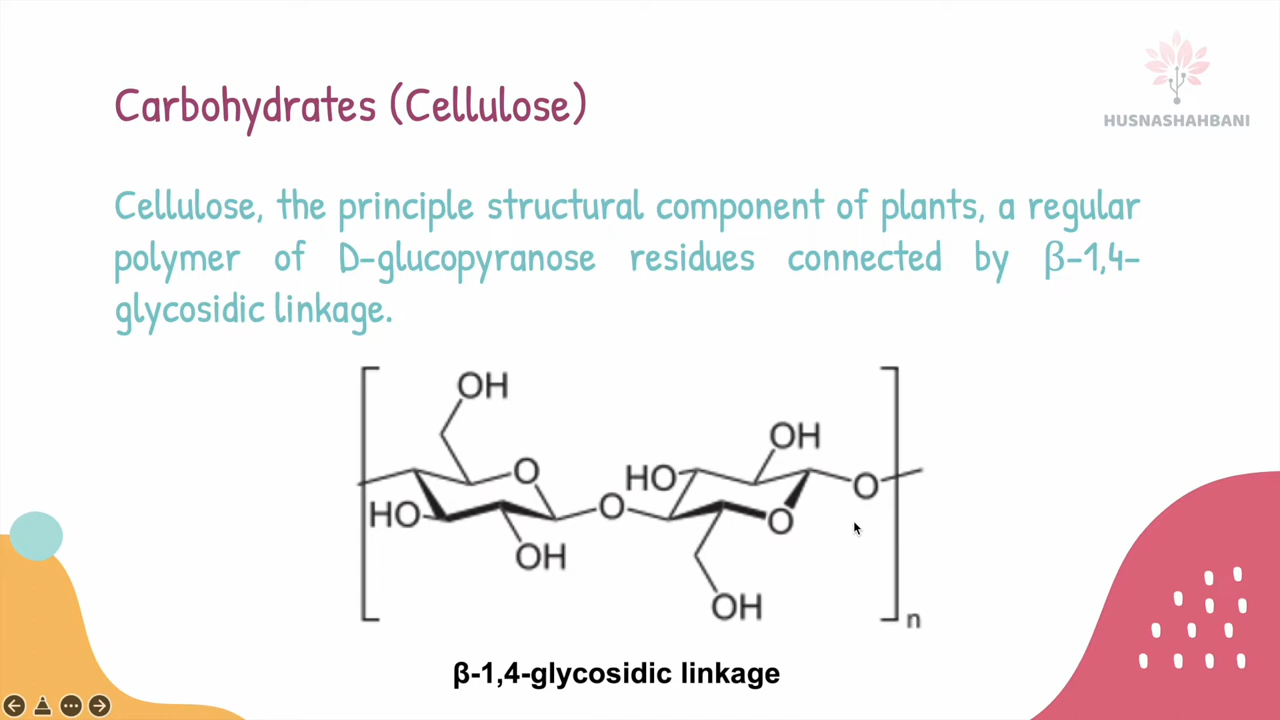 HUSNASHAHBANI
Carbohydrates (Cellulose)
Cellulose, the principle structural component of plants, a regular
polymer of D-glucopyranose residues connected by β-1,4-
glycosidic linkage.
OH
OH
O
HO
O
HO
O
O
OH
OH
n
β-1,4-glycosidic linkage